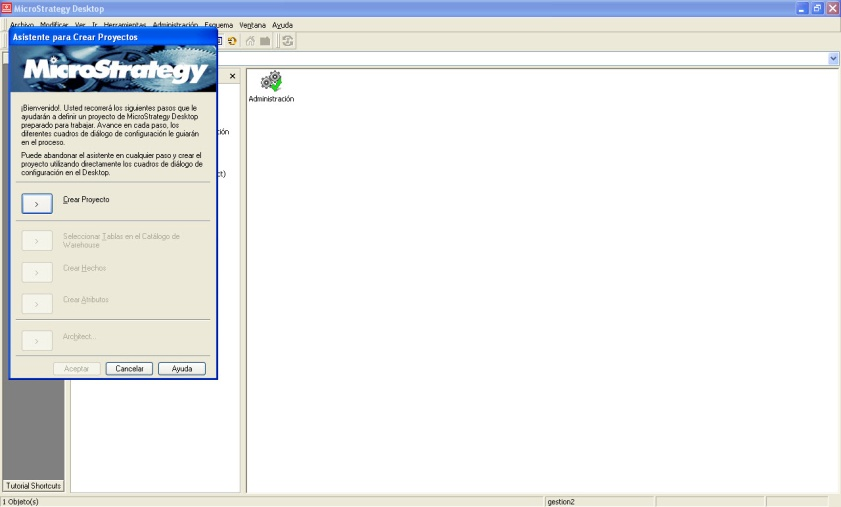 MicroStrategy Desktop
Archivo Modificar Ver Ir Herramientas Administración Esquema Ventana Ayuda
Asistente para Crear Proyectos
MicroStrategy
¡Bienvenido!. Usted recorrerá los siguientes pasos que le
ayudarán a definir un proyecto de MicroStrategy Desktop
preparado para trabajar. Avance en cada paso, los
diferentes cuadros de diálogo de configuración le guiarán
en el proceso.
Puede abandonar el asistente en cualquier paso y crear el
proyecto utilizando directamente los cuadros de diálogo de
configuración en el Desktop.
> Crear Proyecto
> Seleccionar Tablas en el Catálogo de
Warehouse
> Crear Hechos
> Crear Atributos
> Architect...
Aceptar Cancelar Ayuda
ción
ct)
Administración
Tutorial Shortcuts
1 Objeto(s) gestion2